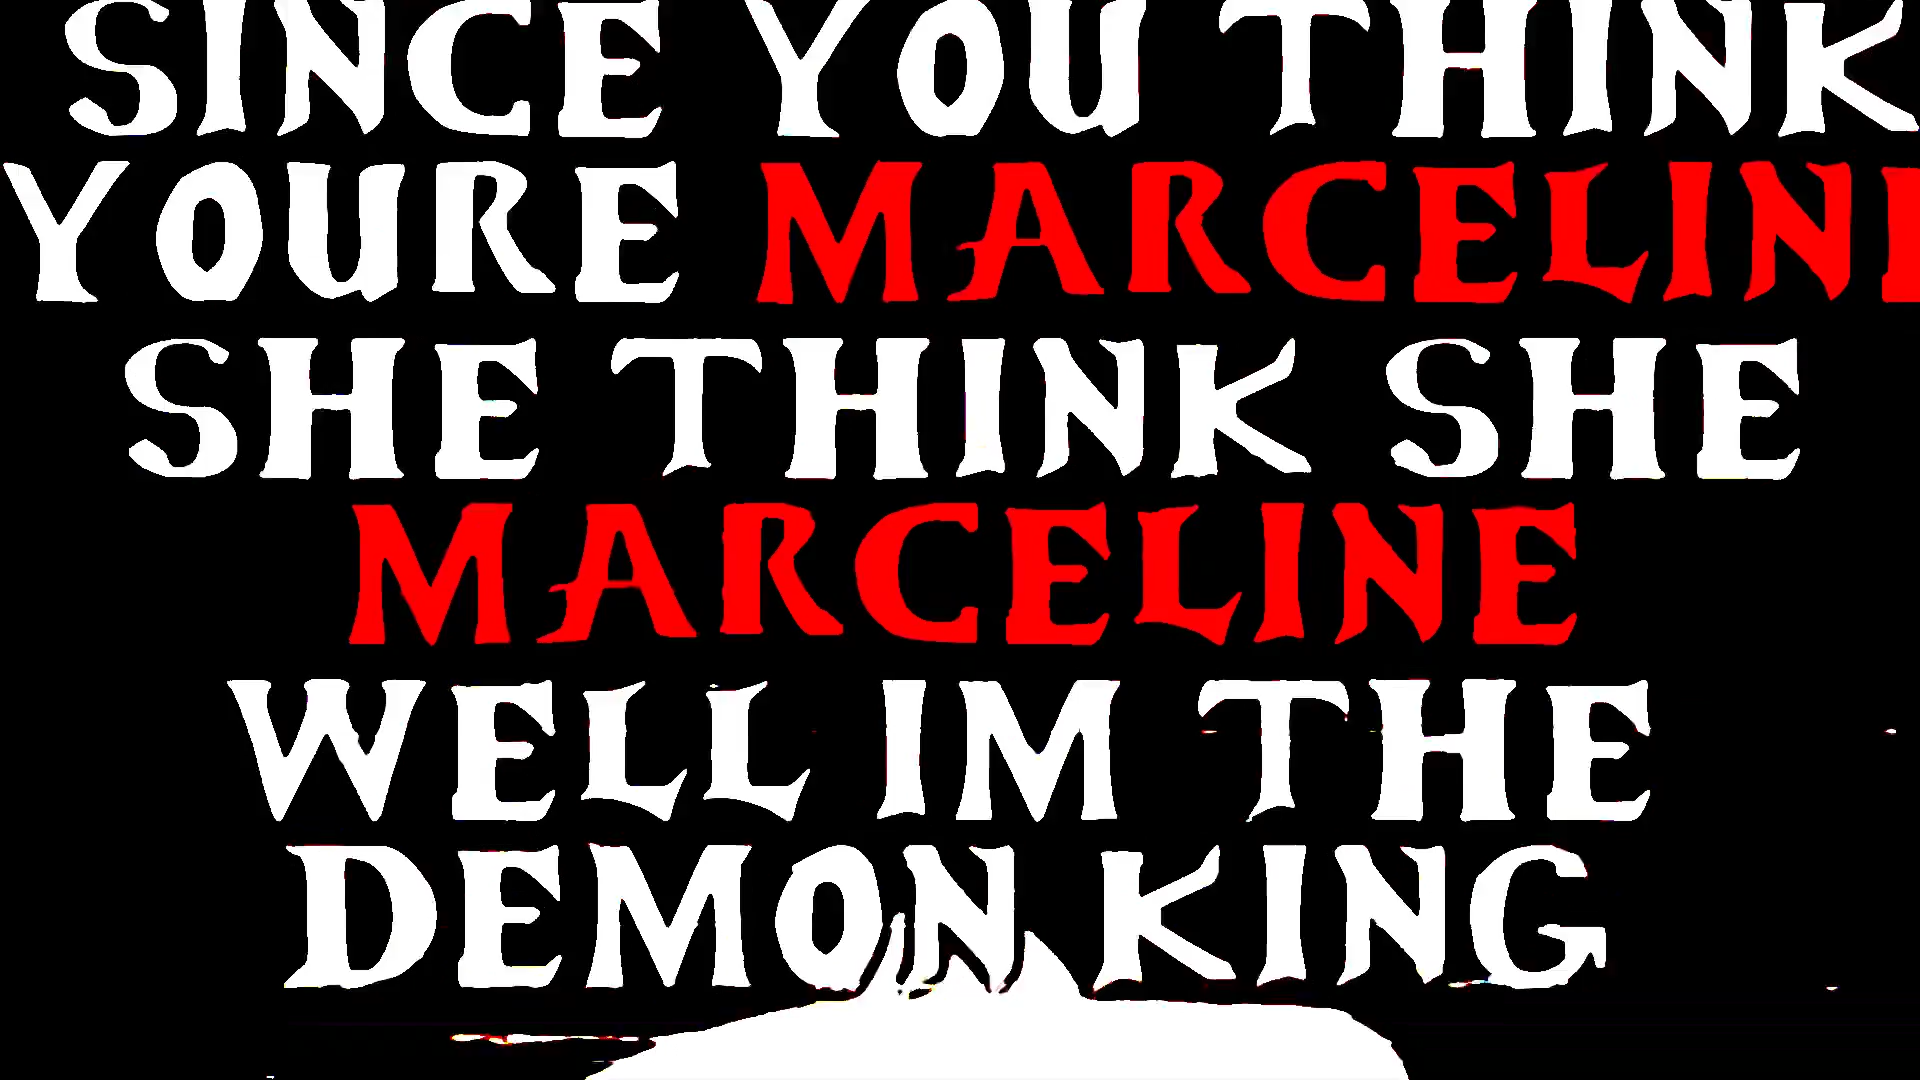 SINCE YOU THINK
YOURE MARCELINE
SHE THINK SHE
MARCELINE
WELL IM THE
DEMON KING